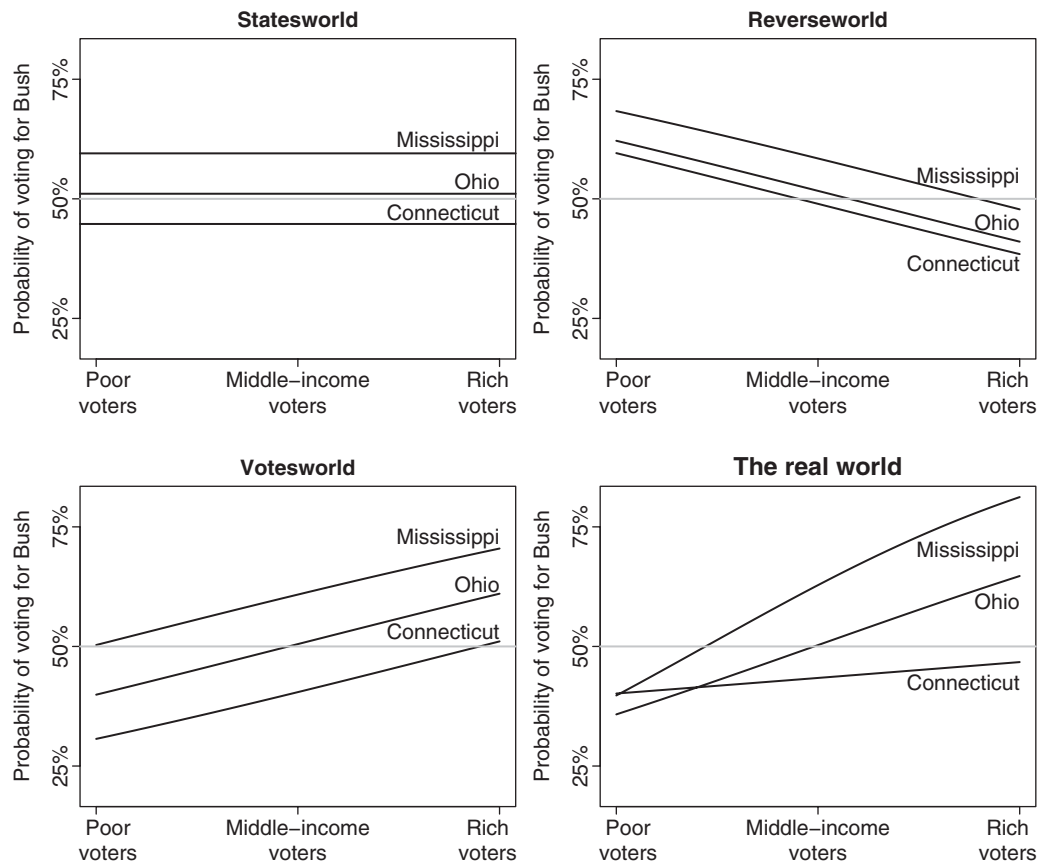 Statesworld
Probability of voting for Bush
75%
50%
25%
Mississippi
Ohio
Connecticut
Poor
voters
Middle−income
voters
Rich
voters
Reverseworld
Probability of voting for Bush
75%
50%
25%
Mississippi
Ohio
Connecticut
Poor
voters
Middle−income
voters
Rich
voters
Votesworld
Probability of voting for Bush
75%
50%
25%
Mississippi
Ohio
Connecticut
Poor
voters
Middle−income
voters
Rich
voters
The real world
Probability of voting for Bush
75%
50%
25%
Mississippi
Ohio
Connecticut
Poor
voters
Middle−income
voters
Rich
voters